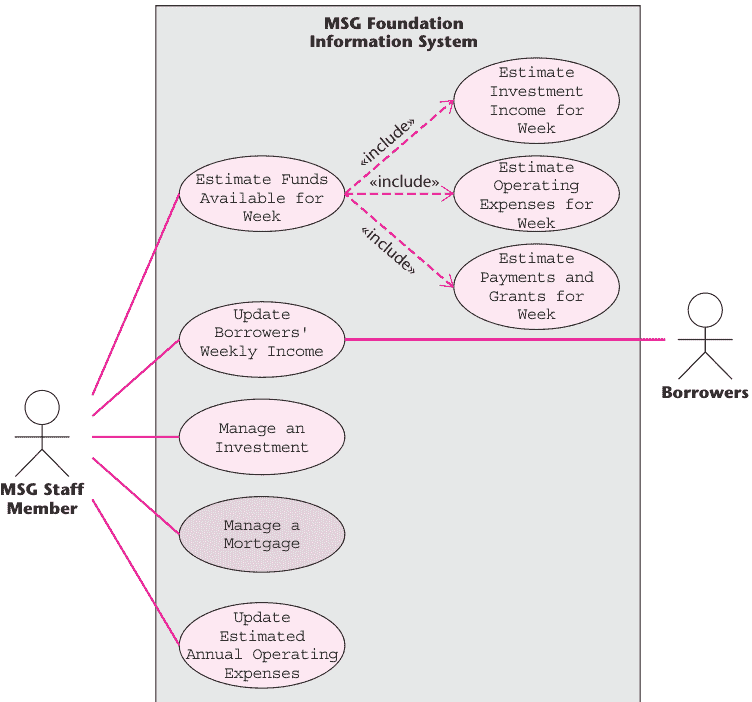 MSG Foundation
Information System
Estimate
Investment
Income for
Week
«include»
Estimate Funds
Available for
Week
«include»
Estimate
Operating
Expenses for
Week
«include»
Estimate
Payments and
Grants for
Week
Update
Borrowers'
Weekly Income
Borrowers
MSG Staff
Member
Manage an
Investment
Manage a
Mortgage
Update
Estimated
Annual Operating
Expenses